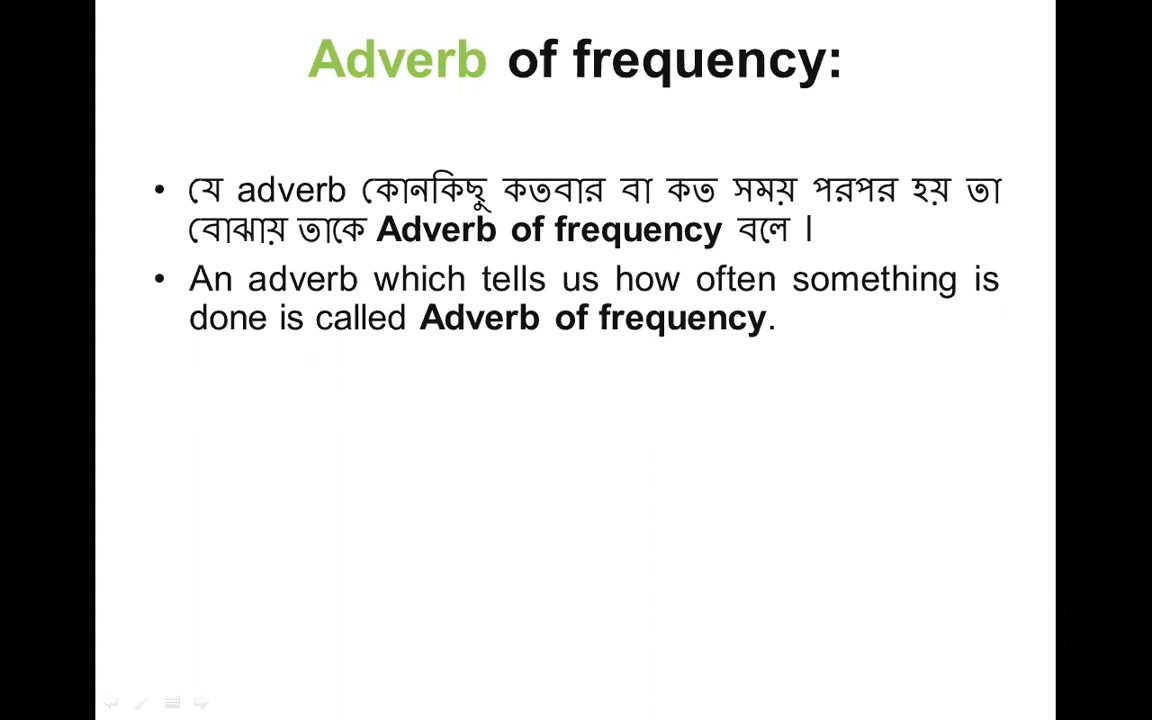 Adverb of frequency:
• যে adverb কোনকিছু কতবার বা কত সময় পরপর হয় তা
বোঝায় তাকে Adverb of frequency বলে ।
• An adverb which tells us how often something is
done is called Adverb of frequency.